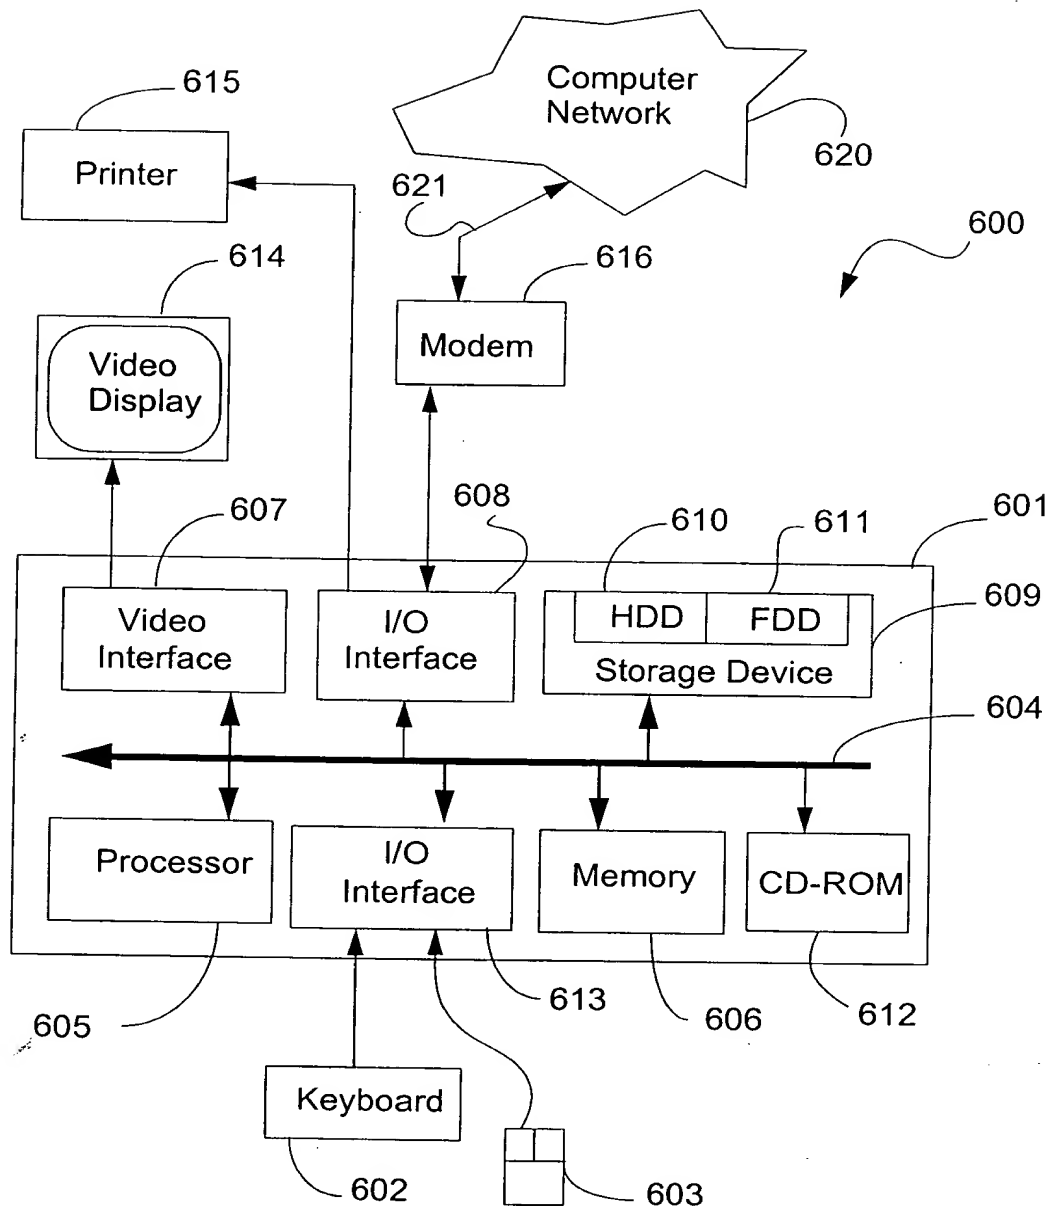 Computer
Network
615
Printer
620
621
600
614
616
Video
Display
Modem
608
607
610
611
601
Video
Interface
I/O
Interface
HDD
FDD
609
Storage Device
604
Processor
I/O
Interface
Memory
CD-ROM
613
605
606
612
Keyboard
602
603